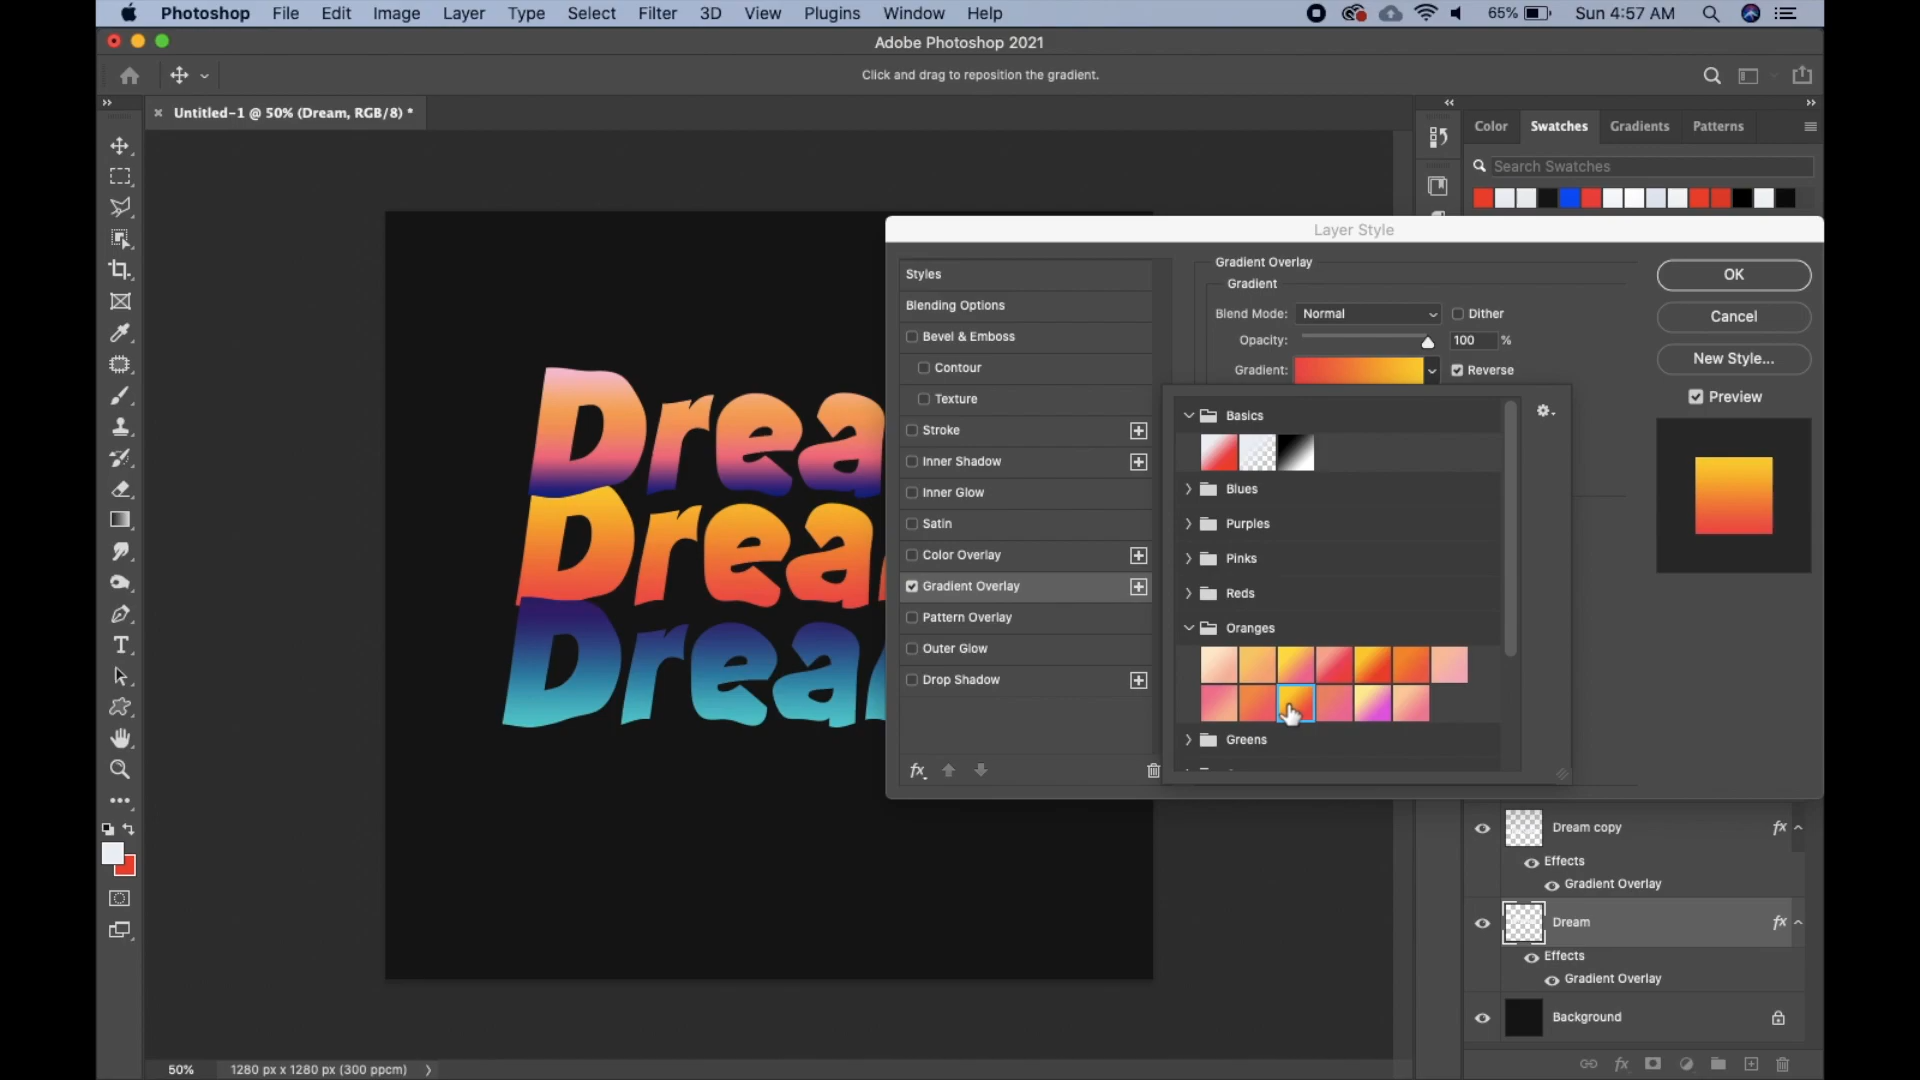 Photoshop File Edit Image Layer Type Select Filter 3D View Plugins Window Help 65% Sun 4:57 AM
Adobe Photoshop 2021
Click and drag to reposition the gradient.
× Untitled-1 @ 50% (Dream, RGB/8) *
Color Swatches Gradients Patterns
Search Swatches
Layer Style
Styles
Blending Options
Bevel & Emboss
Contour
Texture
Stroke
Inner Shadow
Inner Glow
Satin
Color Overlay
Gradient Overlay
Pattern Overlay
Outer Glow
Drop Shadow
fx
Gradient Overlay
Gradient
Blend Mode: Normal Dither
Opacity: 100 %
Gradient: Reverse
Basics
Blues
Purples
Pinks
Reds
Oranges
Greens
OK
Cancel
New Style...
Preview
Drea
Drea
Drea
Dream copy fx
Effects
Gradient Overlay
Dream fx
Effects
Gradient Overlay
Background
fx
50% 1280 px x 1280 px (300 ppcm)